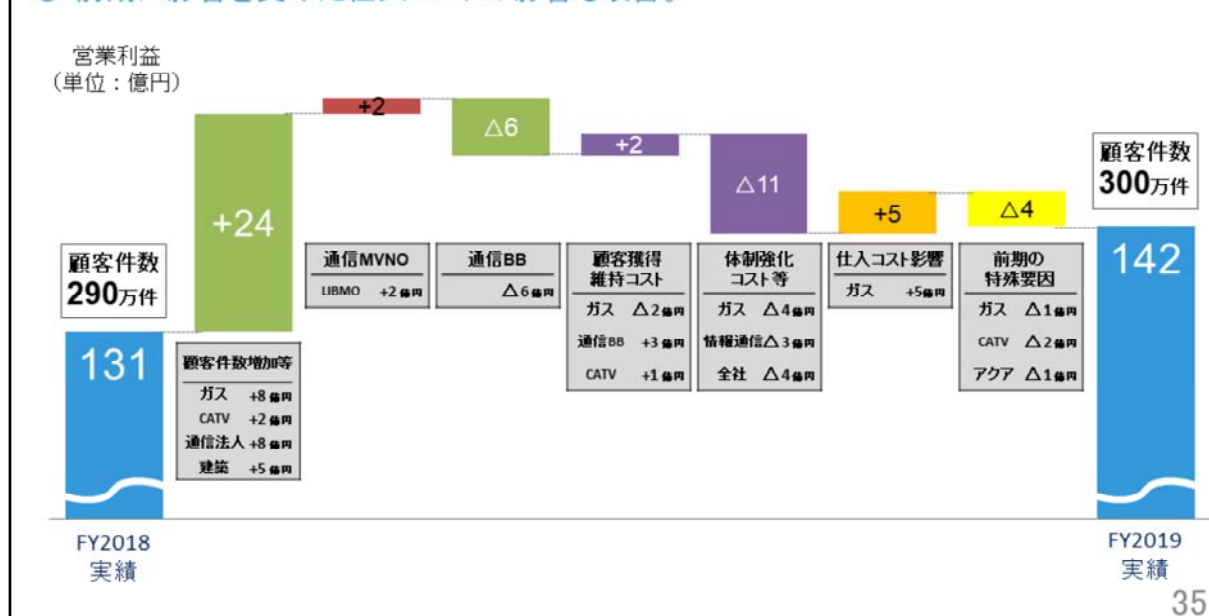 営業利益
(単位：億円)
+2
△6
+2
△11
+5
△4
+24
顧客件数
290万件
131
顧客件数
300万件
142
顧客件数増加等
ガス +8億円
CATV +2億円
通信法人 +8億円
建築 +5億円
通信MVNO
LIBMO +2億円
通信BB
△6億円
顧客獲得
維持コスト
ガス △2億円
通信BB +3億円
CATV +1億円
体制強化
コスト等
ガス △4億円
情報通信 △3億円
全社 △4億円
仕入コスト影響
ガス +5億円
前期の
特殊要因
ガス △1億円
CATV △2億円
アクア △1億円
FY2018
実績
FY2019
実績
35